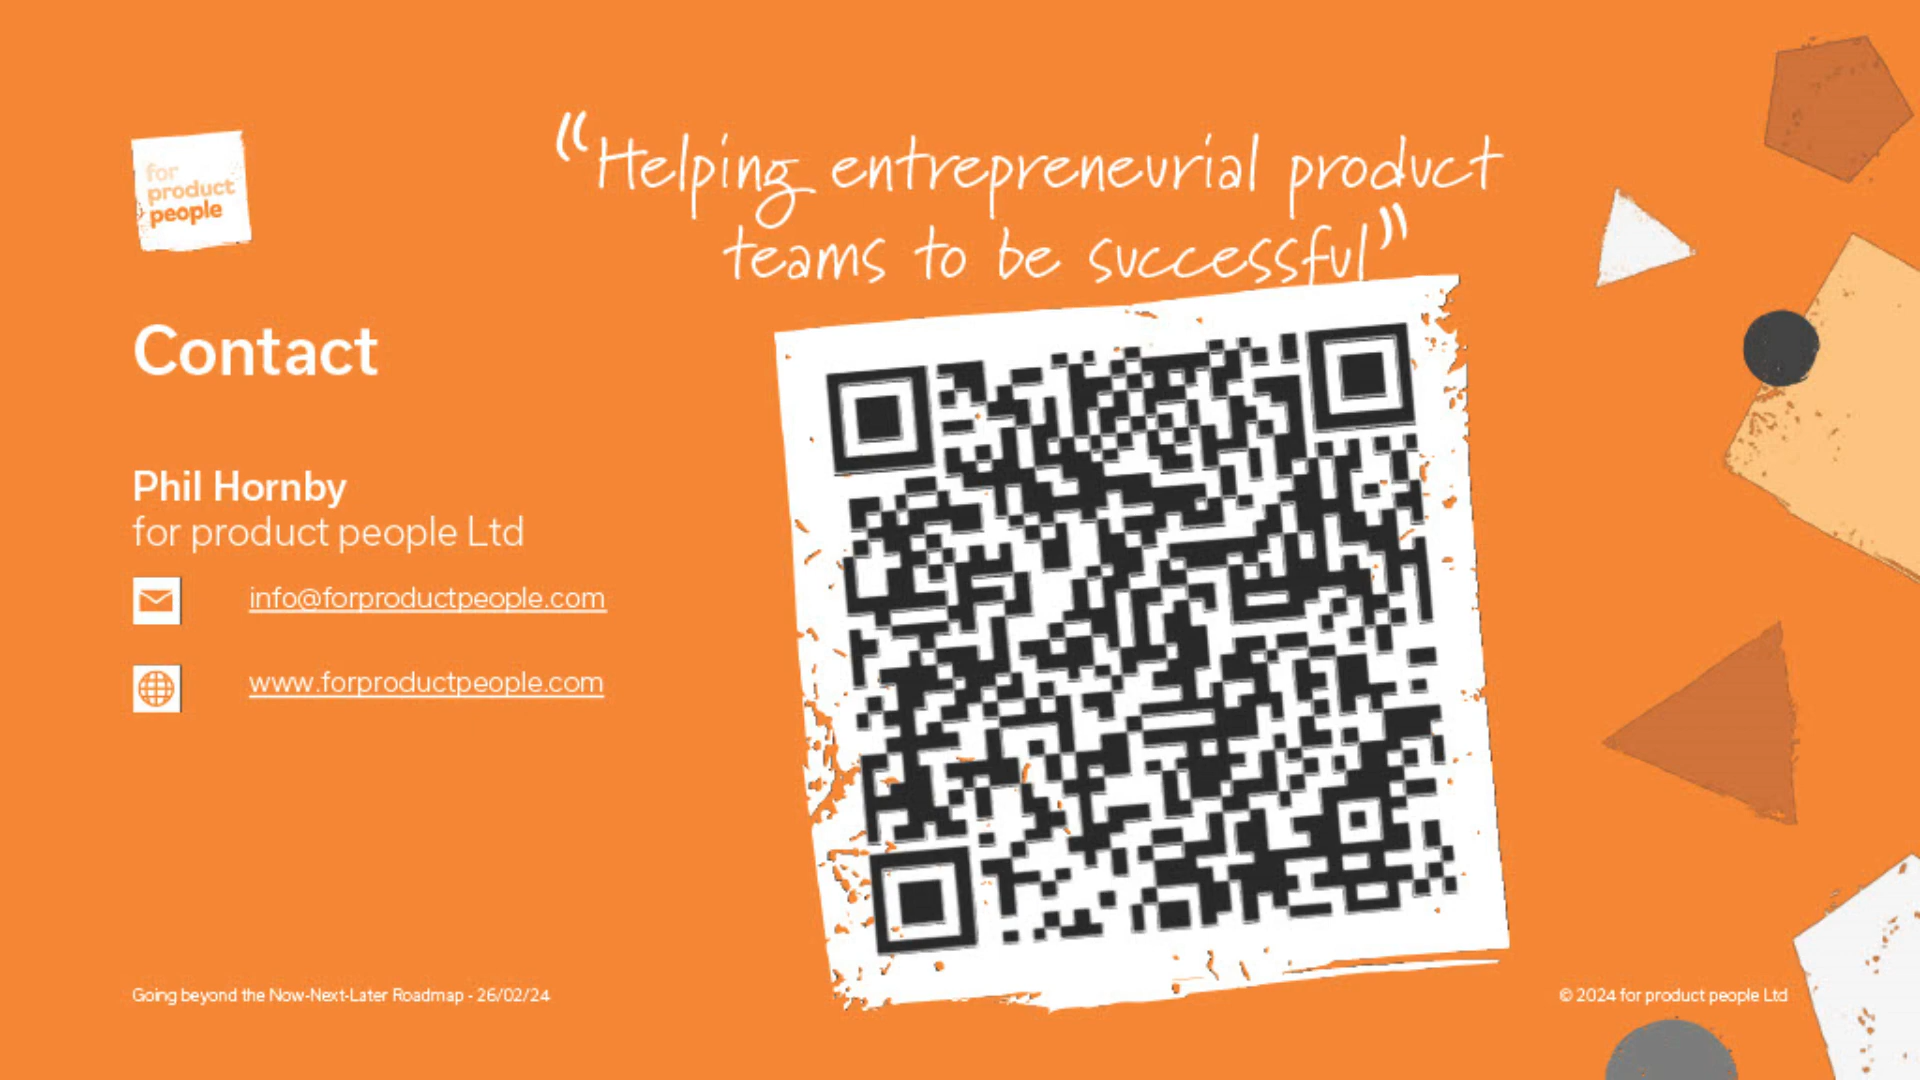 for
product
people
“Helping entrepreneurial product
teams to be successful”
Contact
Phil Hornby
for product people Ltd
info@forproductpeople.com
www.forproductpeople.com
Going beyond the Now-Next-Later Roadmap - 26/02/24
© 2024 for product people Ltd